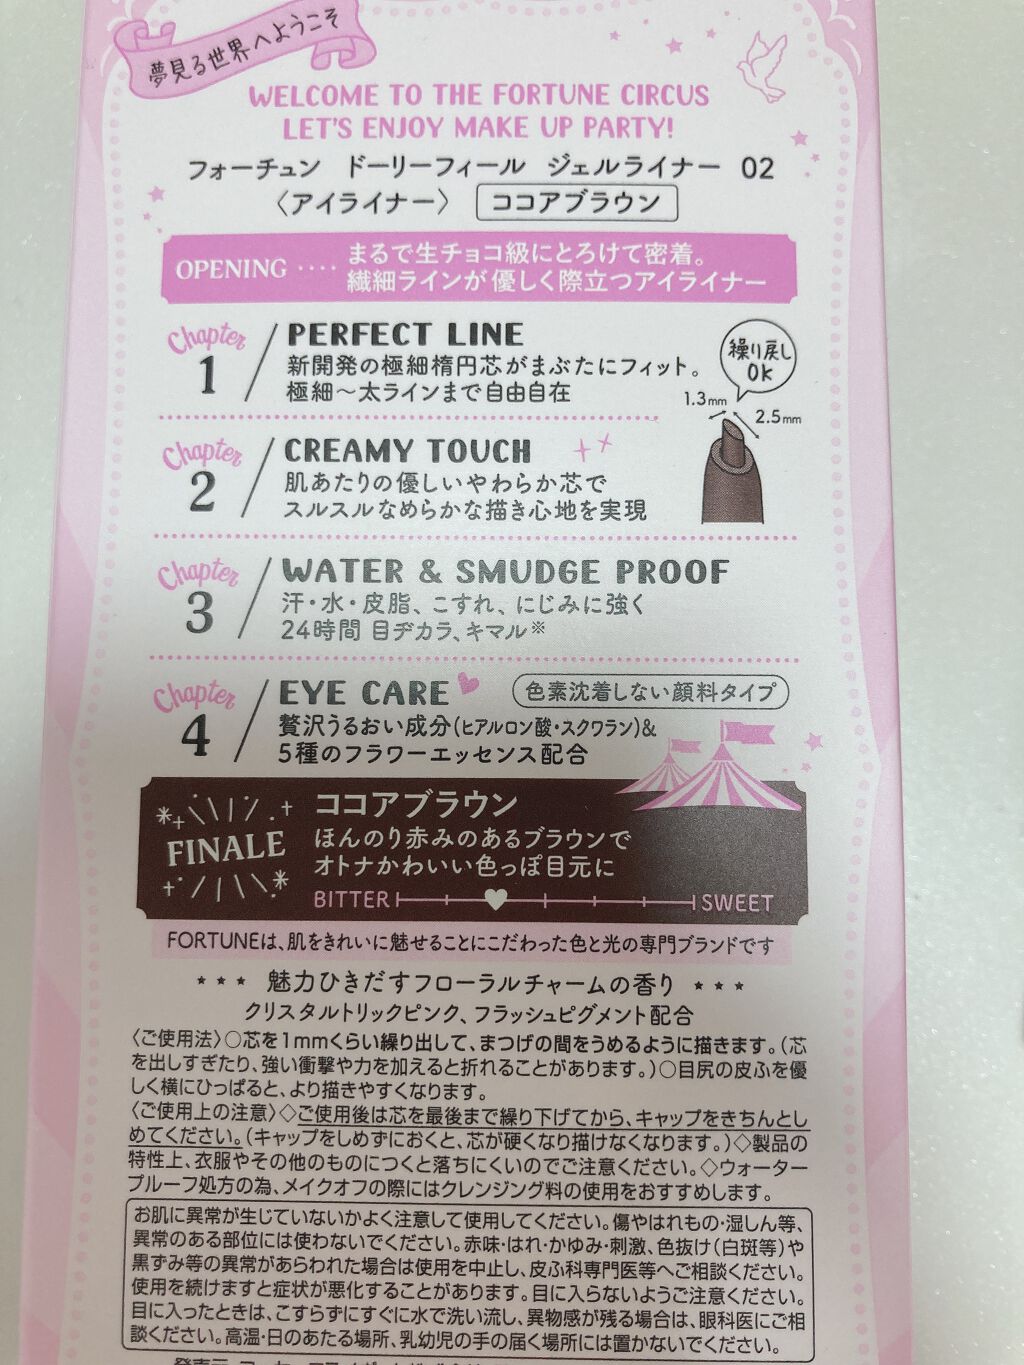 夢見る世界へようこそ
WELCOME TO THE FORTUNE CIRCUS
LET'S ENJOY MAKE UP PARTY!
フォーチュン ドーリーフィール ジェルライナー 02
〈アイライナー〉 ココアブラウン
OPENING ···· まるで生チョコ級にとろけて密着。
繊細ラインが優しく際立つアイライナー
Chapter 1 PERFECT LINE
新開発の極細楕円芯がまぶたにフィット。
極細〜太ラインまで自由自在
繰り戻し
OK
1.3mm
2.5mm
Chapter 2 CREAMY TOUCH
肌あたりの優しいやわらか芯で
スルスルなめらかな描き心地を実現
Chapter 3 WATER & SMUDGE PROOF
汗・水・皮脂、こすれ、にじみに強く
24時間 目ヂカラ、キマル※
Chapter 4 EYE CARE 色素沈着しない顔料タイプ
贅沢うるおい成分(ヒアルロン酸・スクワラン)&
5種のフラワーエッセンス配合
FINALE
ココアブラウン
ほんのり赤みのあるブラウンで
オトナかわいい色っぽ目元に
BITTER SWEET
FORTUNEは、肌をきれいに魅せることにこだわった色と光の専門ブランドです
*** 魅力ひきだすフローラルチャームの香り ***
クリスタルトリックピンク、フラッシュピグメント配合
〈ご使用法〉○芯を1mmくらい繰り出して、まつげの間をうめるように描きます。(芯
を出しすぎたり、強い衝撃や力を加えると折れることがあります。)○目尻の皮ふを優
しく横にひっぱると、より描きやすくなります。
〈ご使用上の注意〉◇ご使用後は芯を最後まで繰り下げてから、キャップをきちんとし
めてください。(キャップをしめずにおくと、芯が硬くなり描けなくなります。)◇製品の
特性上、衣服やその他のものにつくと落ちにくいのでご注意ください。◇ウォーター
プルーフ処方の為、メイクオフの際にはクレンジング料の使用をおすすめします。
お肌に異常が生じていないかよく注意して使用してください。傷やはれもの・湿しん等、
異常のある部位には使わないでください。赤味・はれ・かゆみ・刺激、色抜け(白斑等)や
黒ずみ等の異常があらわれた場合は使用を中止し、皮ふ科専門医等へご相談ください。
使用を続けますと症状が悪化することがあります。目に入らないようご注意ください。
目に入ったときは、こすらずにすぐに水で洗い流し、異物感が残る場合は、眼科医にご相
談ください。高温・日のあたる場所、乳幼児の手の届く場所には置かないでください。